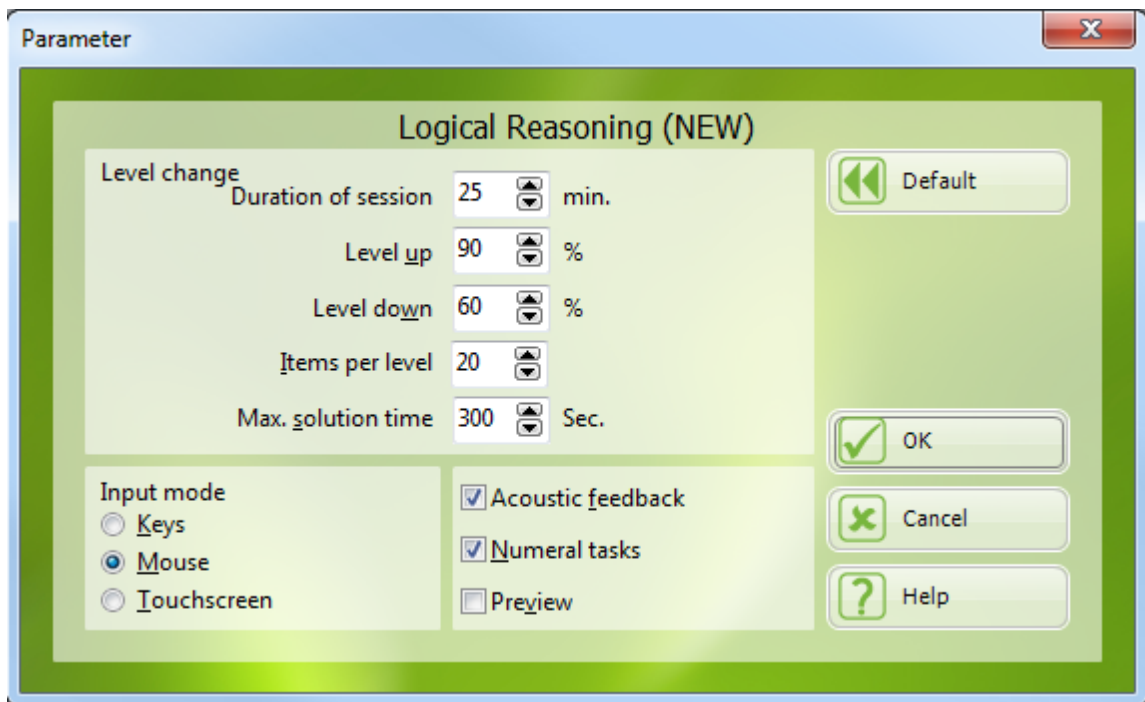 Parameter
Logical Reasoning (NEW)
Level change
Duration of session 25 min.
Level up 90 %
Level down 60 %
Items per level 20
Max. solution time 300 Sec.
Default
OK
Cancel
Help
Input mode
Keys
Mouse
Touchscreen
Acoustic feedback
Numeral tasks
Preview